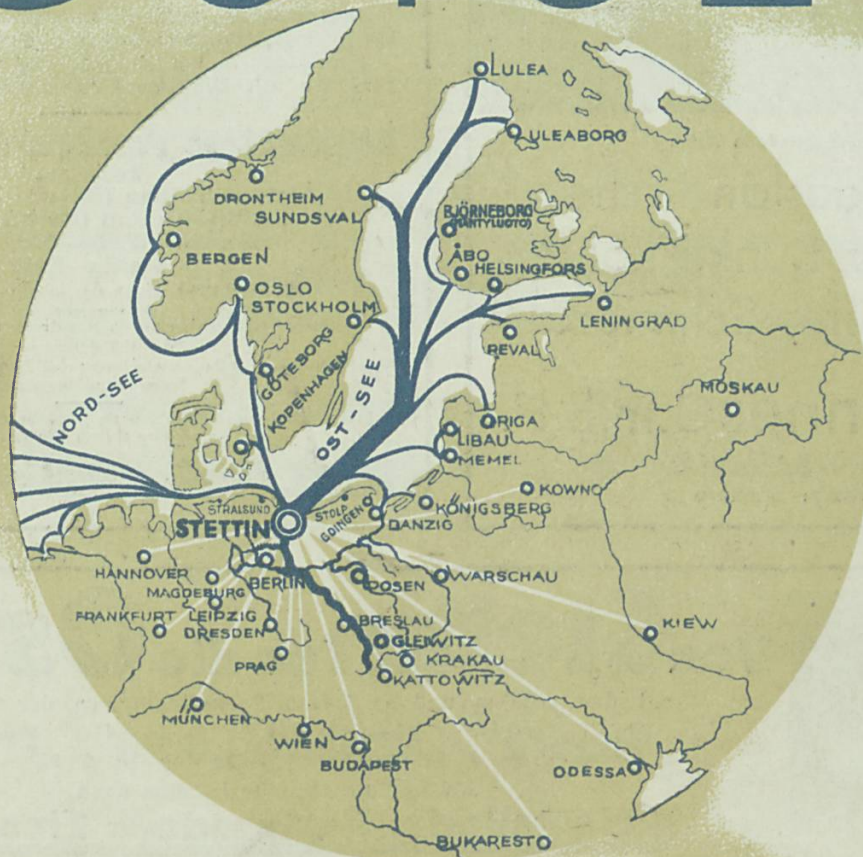 LULEA
ULEABORG
DRONTHEIM
SUNDSVAL
BJÖRNEBORG
(MÄNTYLUOTO)
BERGEN
ÅBO
HELSINGFORS
OSLO
STOCKHOLM
LENINGRAD
REVAL
GÖTEBORG
KOPENHAGEN
NORD-SEE
OST-SEE
MOSKAU
RIGA
LIBAU
MEMEL
KOWNO
STRALSUND
STETTIN
STOLP
GDINGEN
DANZIG
KÖNIGSBERG
HANNOVER
BERLIN
POSEN
WARSCHAU
MAGDEBURG
FRANKFURT
LEIPZIG
DRESDEN
BRESLAU
KIEW
GLEIWITZ
PRAG
KRAKAU
KATTOWITZ
MÜNCHEN
WIEN
BUDAPEST
ODESSA
BUKAREST